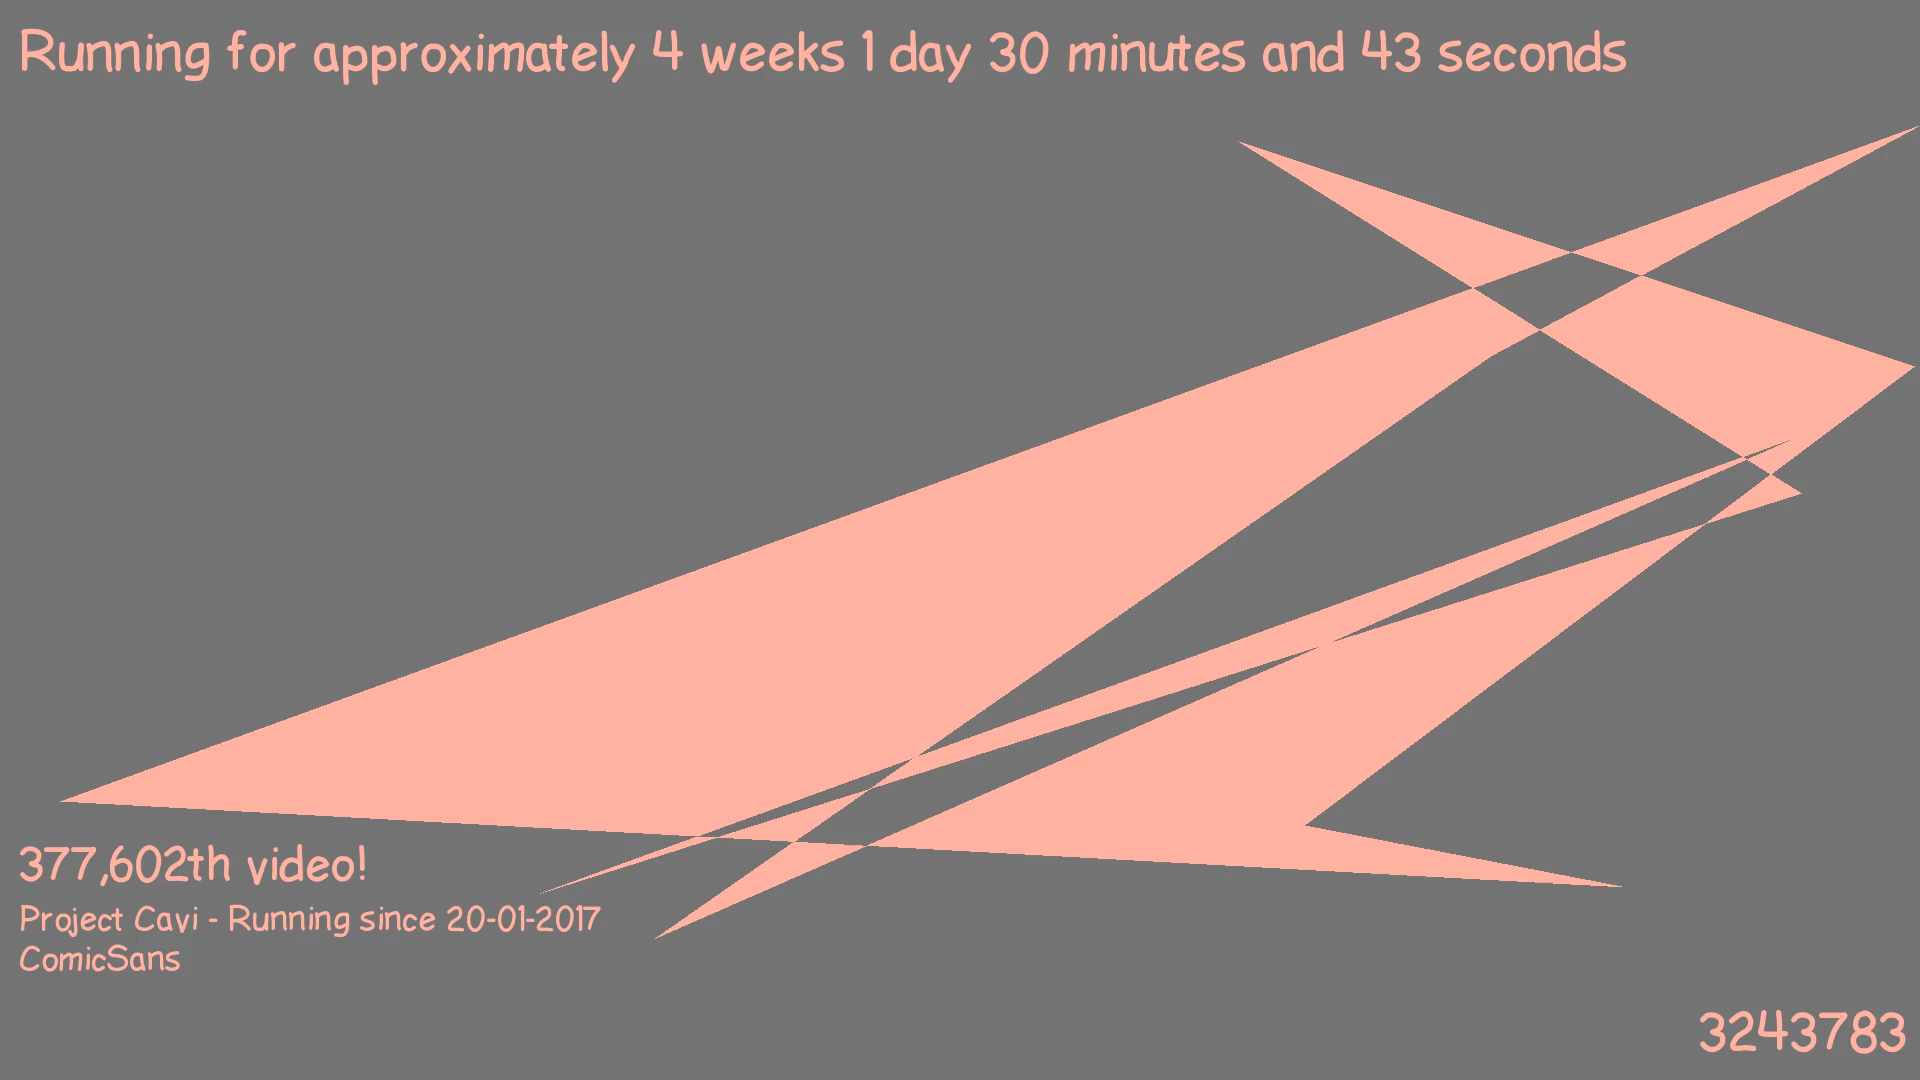 Running for approximately 4 weeks 1 day 30 minutes and 43 seconds
377,602th video!
Project Cavi - Running since 20-01-2017
ComicSans
3243783